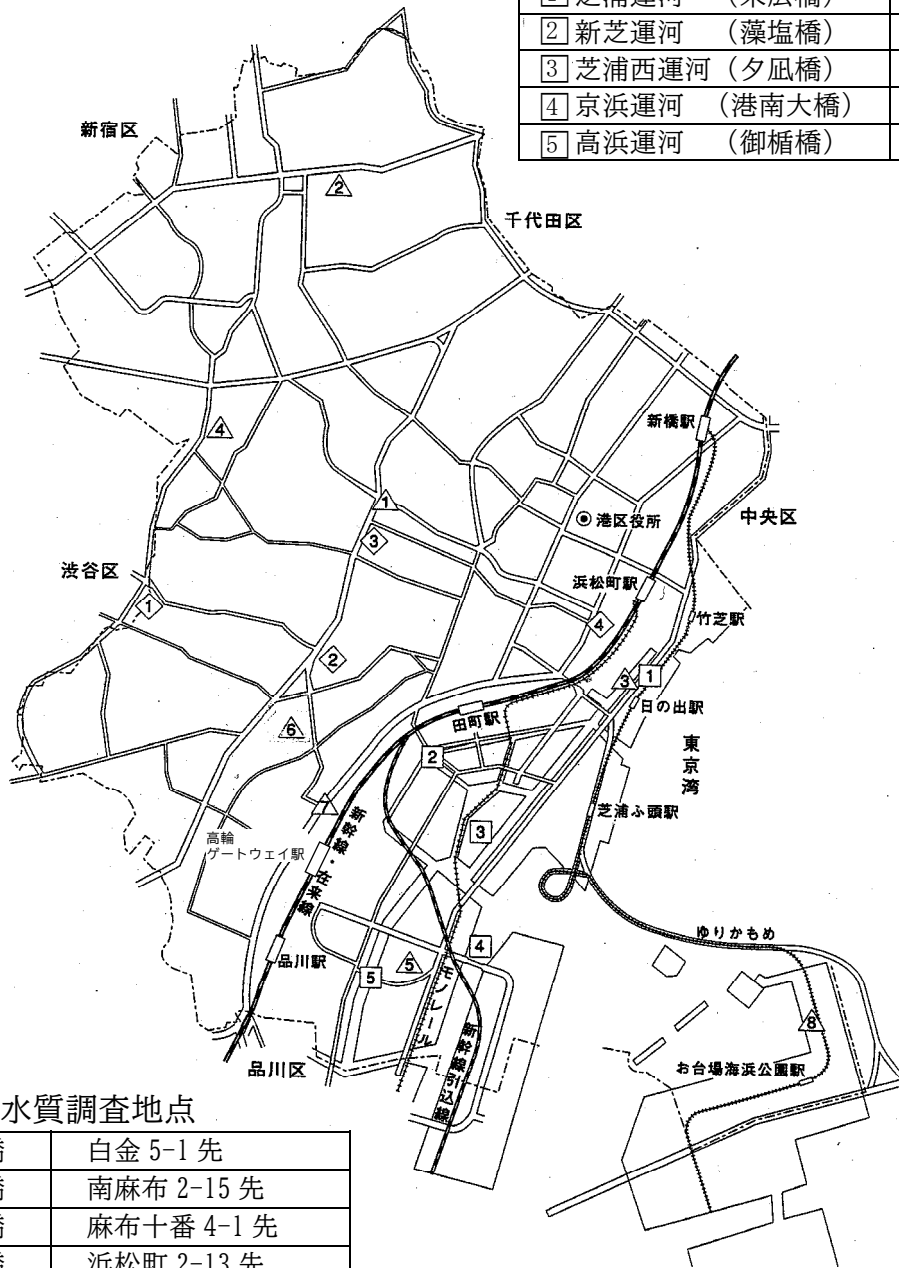 2 新芝運河 （藻塩橋）
3 芝浦西運河 （夕凪橋）
4 京浜運河 （港南大橋）
5 高浜運河 （御楯橋）
新宿区
2
千代田区
4
新橋駅
1
港区役所
中央区
3
浜松町駅
渋谷区
1
竹芝駅
4
2
3
1
日の出駅
田町駅
6
2
東京湾
7
芝浦ふ頭駅
3
新幹線・在来線
高輪
ゲートウェイ駅
ゆりかもめ
4
品川駅
5
5
モノレール
8
新幹線引込線
品川区
お台場海浜公園駅
水質調査地点
橋 白金 5-1 先
橋 南麻布 2-15 先
橋 麻布十番 4-1 先
浜松町 2-13 先